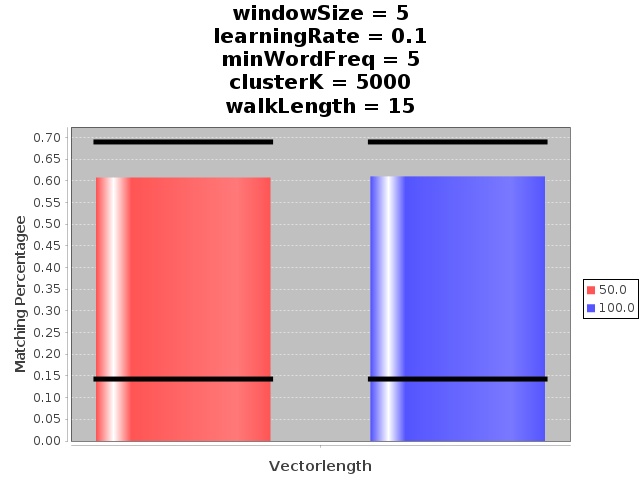 windowSize = 5
learningRate = 0.1
minWordFreq = 5
clusterK = 5000
walkLength = 15
0.70
0.65
0.60
0.55
0.50
0.45
0.40
0.35
0.30
0.25
0.20
0.15
0.10
0.05
0.00
Matching Percentagee
Vectorlength
50.0
100.0